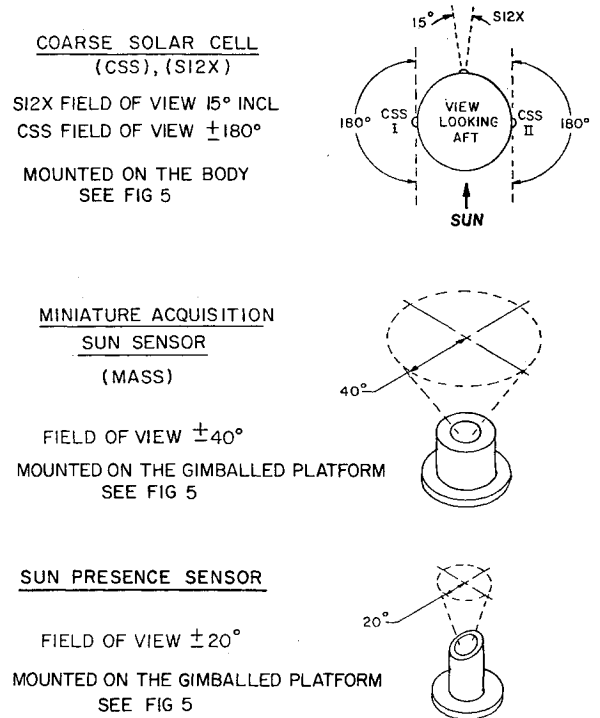 COARSE SOLAR CELL
(CSS), (S12X)
S12X FIELD OF VIEW 15° INCL
CSS FIELD OF VIEW ±180°
MOUNTED ON THE BODY
SEE FIG 5
15°
S12X
180°
CSS
I
VIEW
LOOKING
AFT
CSS
II
180°
SUN
MINIATURE ACQUISITION
SUN SENSOR
(MASS)
FIELD OF VIEW ±40°
MOUNTED ON THE GIMBALLED PLATFORM
SEE FIG 5
40°
SUN PRESENCE SENSOR
FIELD OF VIEW ±20°
MOUNTED ON THE GIMBALLED PLATFORM
SEE FIG 5
20°